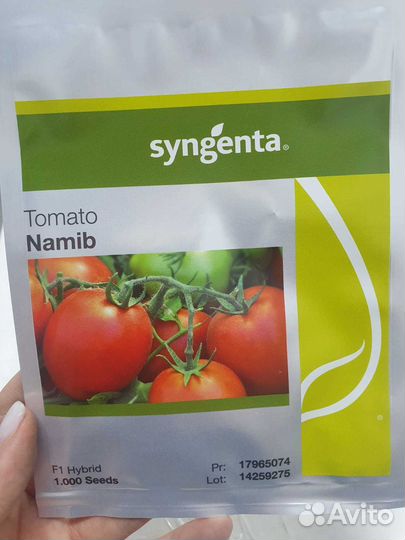 syngenta®
Tomato
Namib
®
F1 Hybrid
1.000 Seeds
Pr: 17965074
Lot: 14259275
Avito